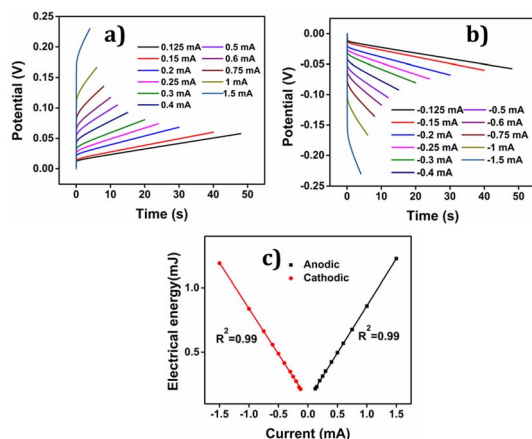 a)
0.25
0.20
0.15
0.10
0.05
0.00
Potential (V)
0.125 mA
0.15 mA
0.2 mA
0.25 mA
0.3 mA
0.4 mA
0.5 mA
0.6 mA
0.75 mA
1 mA
1.5 mA
0 10 20 30 40 50
Time (s)
b)
0.00
-0.05
-0.10
-0.15
-0.20
-0.25
Potential (V)
-0.125 mA
-0.15 mA
-0.2 mA
-0.25 mA
-0.3 mA
-0.4 mA
-0.5 mA
-0.6 mA
-0.75 mA
-1 mA
-1.5 mA
0 10 20 30 40 50
Time (s)
c)
Anodic
Cathodic
Electrical energy(mJ)
1.0
0.5
R²=0.99
R²=0.99
-1.5 -1.0 -0.5 0.0 0.5 1.0 1.5
Current (mA)